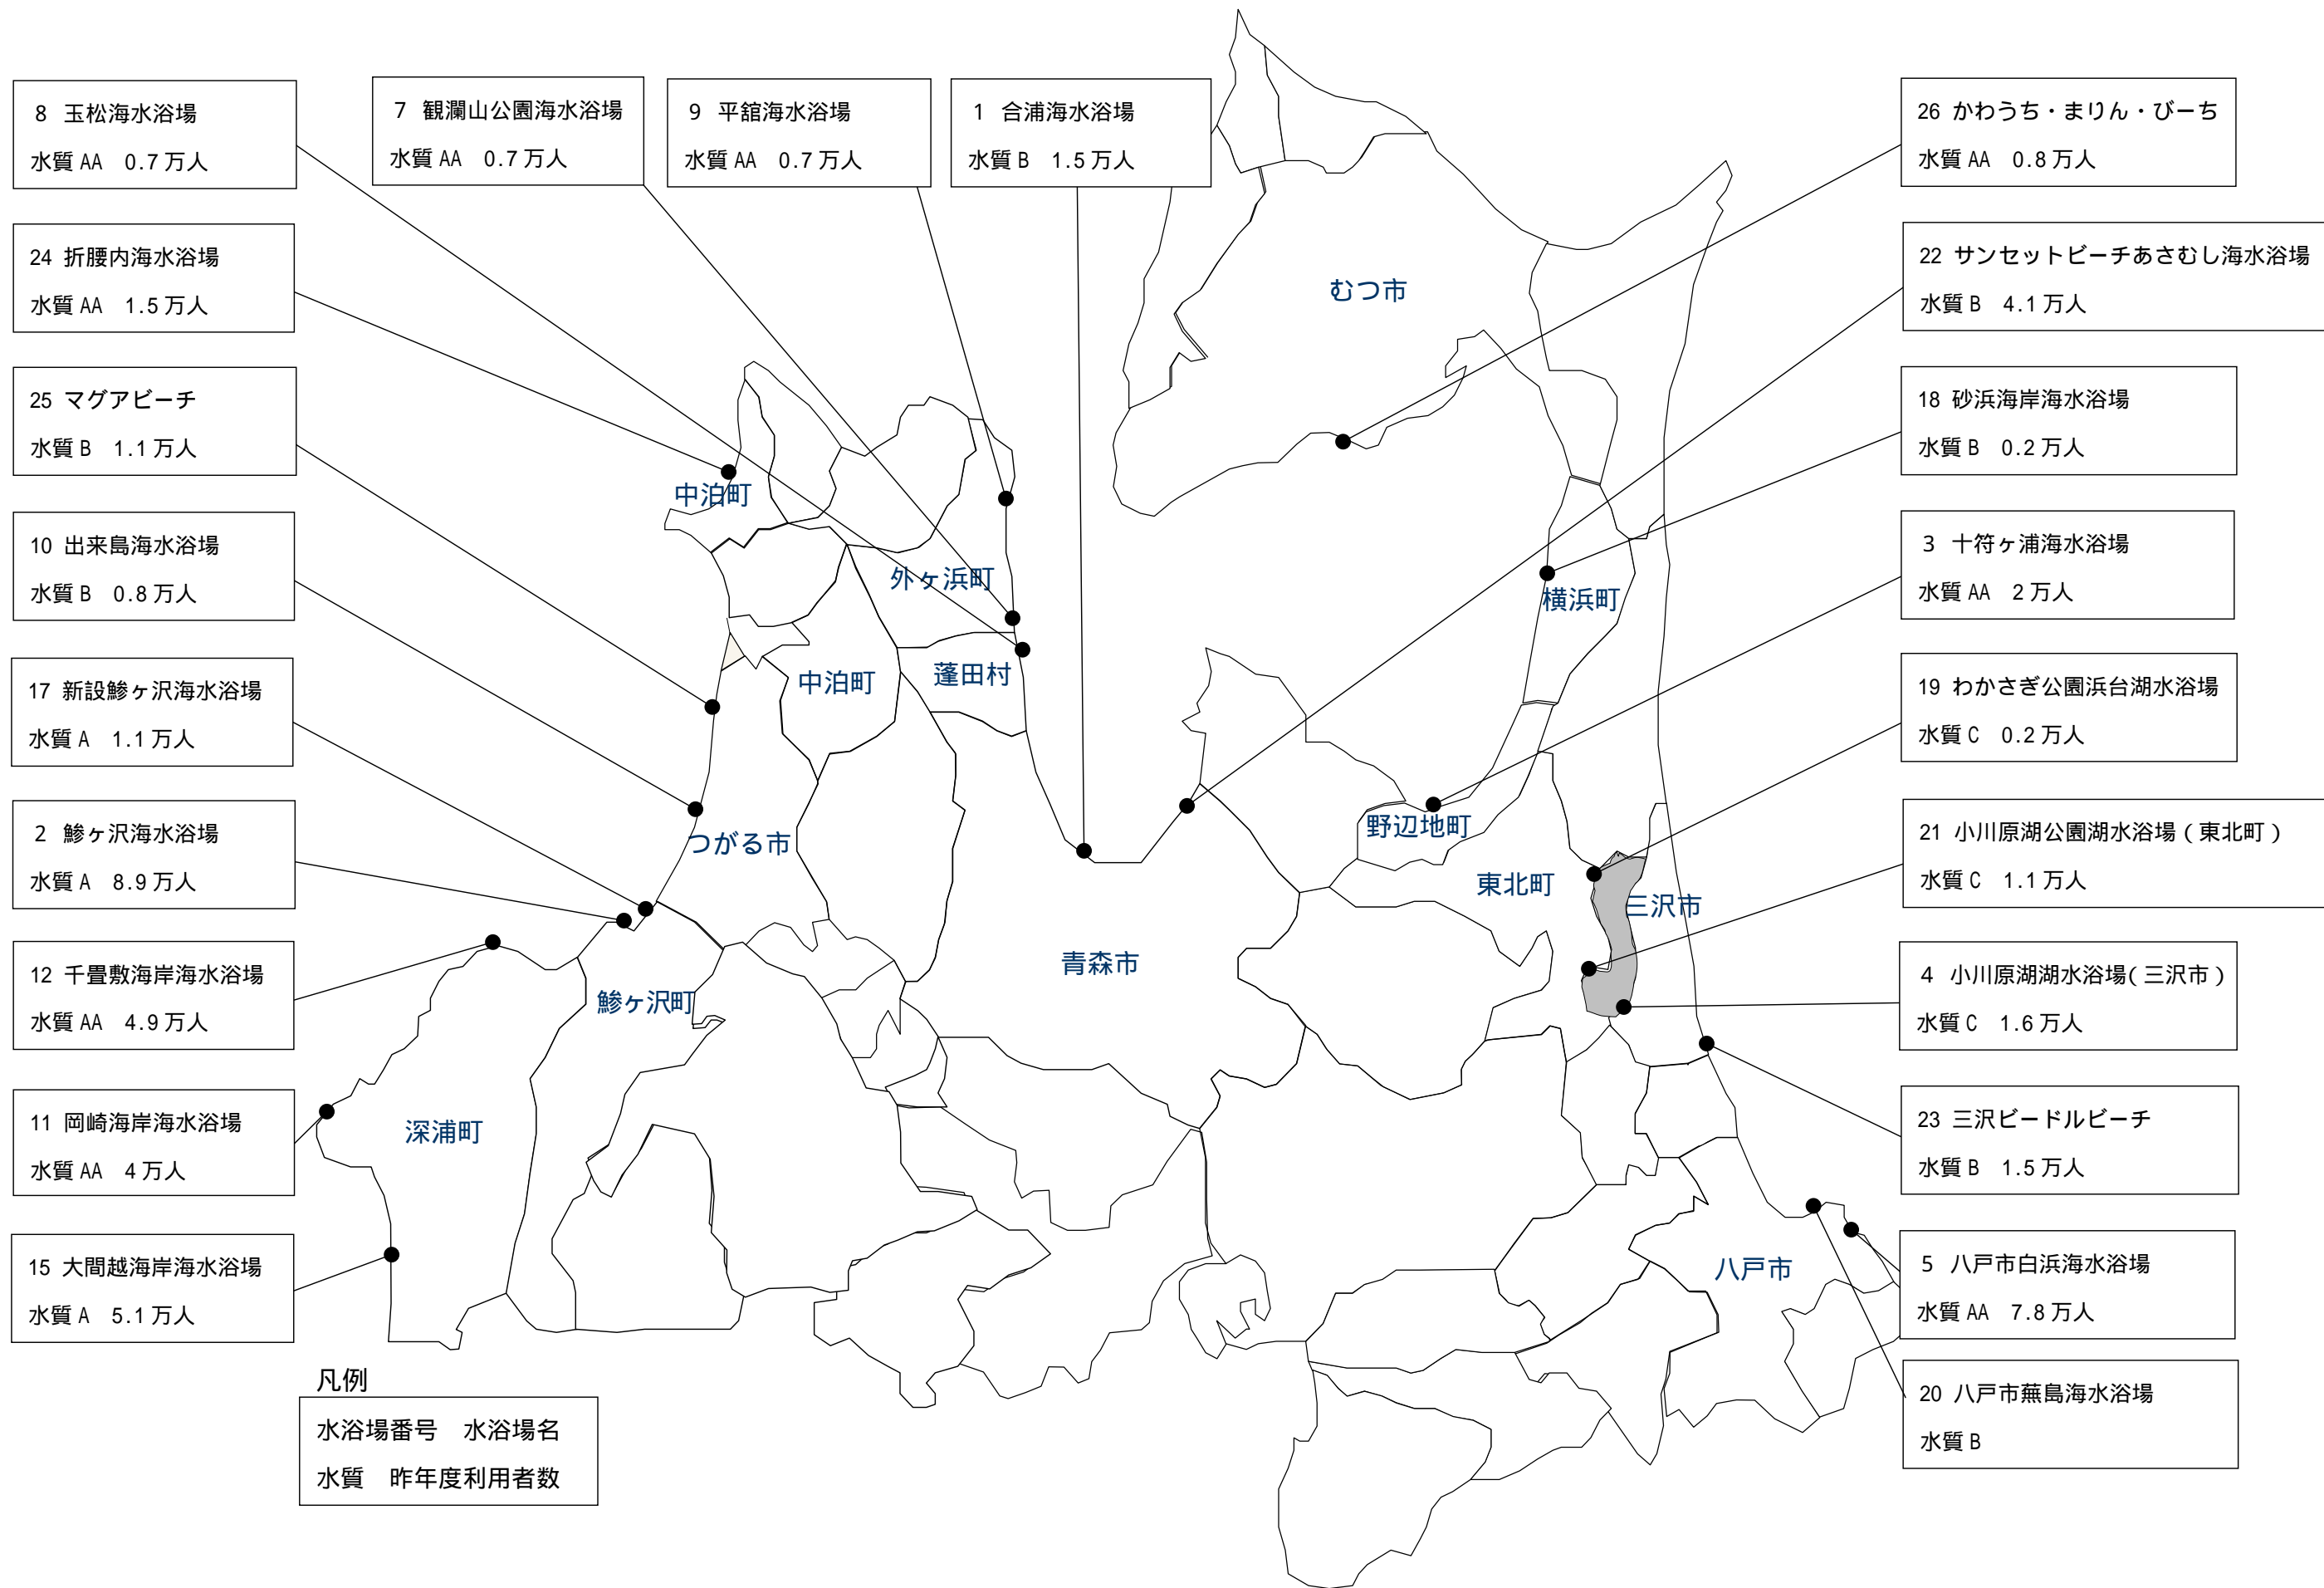 8 玉松海水浴場
水質 AA 0.7 万人
7 観瀾山公園海水浴場
水質 AA 0.7 万人
9 平舘海水浴場
水質 AA 0.7 万人
1 合浦海水浴場
水質 B 1.5 万人
26 かわうち・まりん・びーち
水質 AA 0.8 万人
24 折腰内海水浴場
水質 AA 1.5 万人
22 サンセットビーチあさむし海水浴場
水質 B 4.1 万人
25 マグアビーチ
水質 B 1.1 万人
18 砂浜海岸海水浴場
水質 B 0.2 万人
10 出来島海水浴場
水質 B 0.8 万人
3 十符ヶ浦海水浴場
水質 AA 2 万人
17 新設鯵ヶ沢海水浴場
水質 A 1.1 万人
19 わかさぎ公園浜台湖水浴場
水質 C 0.2 万人
2 鯵ヶ沢海水浴場
水質 A 8.9 万人
21 小川原湖公園湖水浴場(東北町)
水質 C 1.1 万人
12 千畳敷海岸海水浴場
水質 AA 4.9 万人
4 小川原湖湖水浴場(三沢市)
水質 C 1.6 万人
11 岡崎海岸海水浴場
水質 AA 4 万人
23 三沢ビードルビーチ
水質 B 1.5 万人
15 大間越海岸海水浴場
水質 A 5.1 万人
5 八戸市白浜海水浴場
水質 AA 7.8 万人
20 八戸市蕪島海水浴場
水質 B
むつ市
中泊町
外ヶ浜町
横浜町
中泊町
蓬田村
つがる市
野辺地町
東北町
三沢市
青森市
鯵ヶ沢町
深浦町
八戸市
凡例
水浴場番号 水浴場名
水質 昨年度利用者数